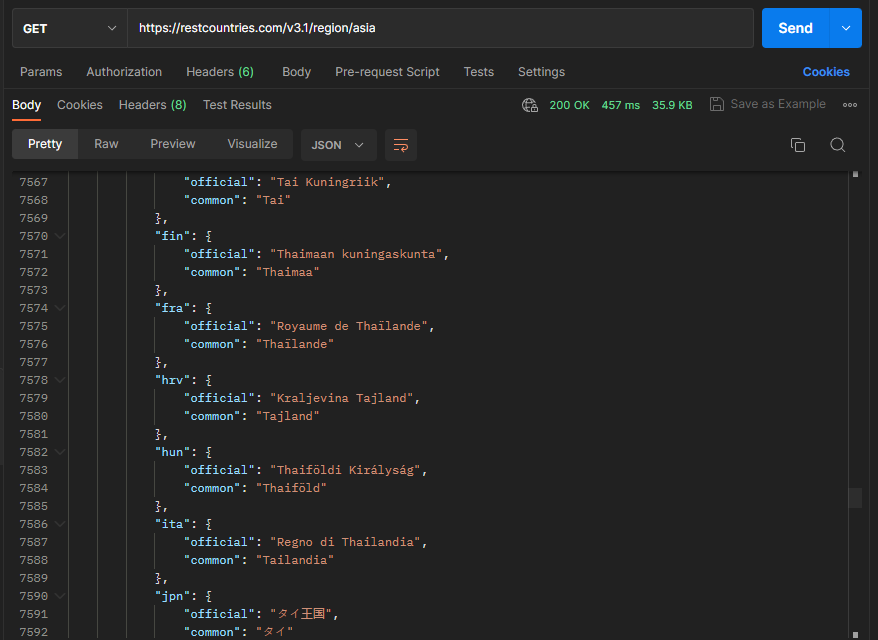 GET https://restcountries.com/v3.1/region/asia Send
Params Authorization Headers (6) Body Pre-request Script Tests Settings Cookies
Body Cookies Headers (8) Test Results 200 OK 457 ms 35.9 KB Save as Example
Pretty Raw Preview Visualize JSON
7567 "official": "Tai Kuningriik",
7568 "common": "Tai"
7569 },
7570 "fin": {
7571 "official": "Thaimaan kuningaskunta",
7572 "common": "Thaimaa"
7573 },
7574 "fra": {
7575 "official": "Royaume de Thaïlande",
7576 "common": "Thaïlande"
7577 },
7578 "hrv": {
7579 "official": "Kraljevina Tajland",
7580 "common": "Tajland"
7581 },
7582 "hun": {
7583 "official": "Thaiföldi Királyság",
7584 "common": "Thaiföld"
7585 },
7586 "ita": {
7587 "official": "Regno di Thailandia",
7588 "common": "Tailandia"
7589 },
7590 "jpn": {
7591 "official": "タイ王国",
7592 "common": "タイ"